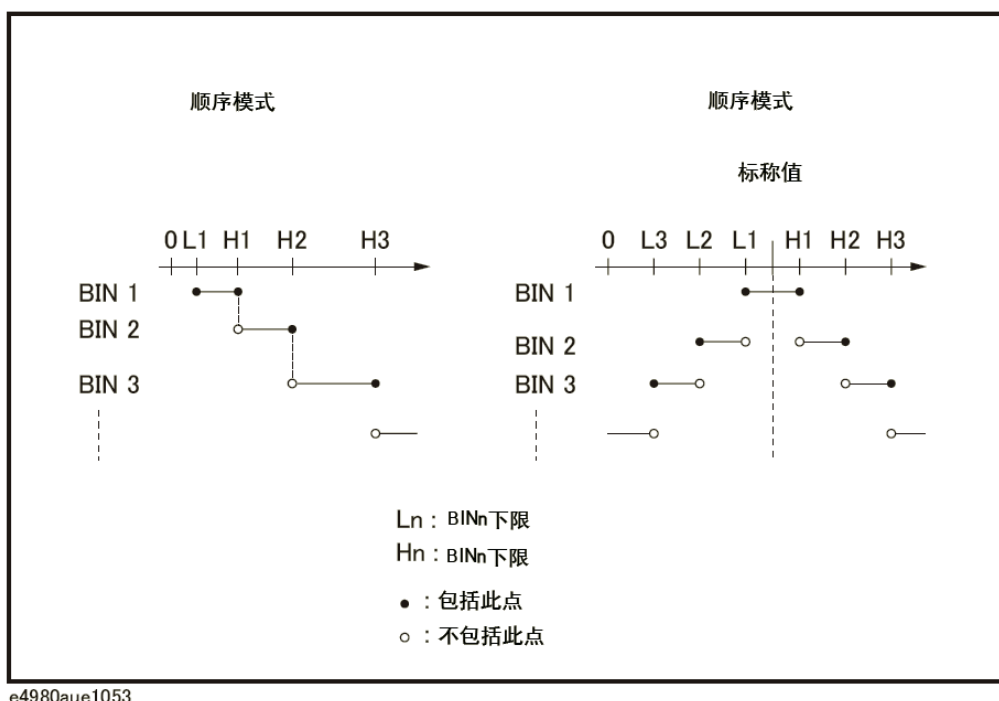 顺序模式
0 L1 H1 H2 H3
BIN 1
BIN 2
BIN 3
顺序模式
标称值
0 L3 L2 L1 H1 H2 H3
BIN 1
BIN 2
BIN 3
Ln : BINn下限
Hn : BINn下限
● : 包括此点
○ : 不包括此点
e4980aue1053